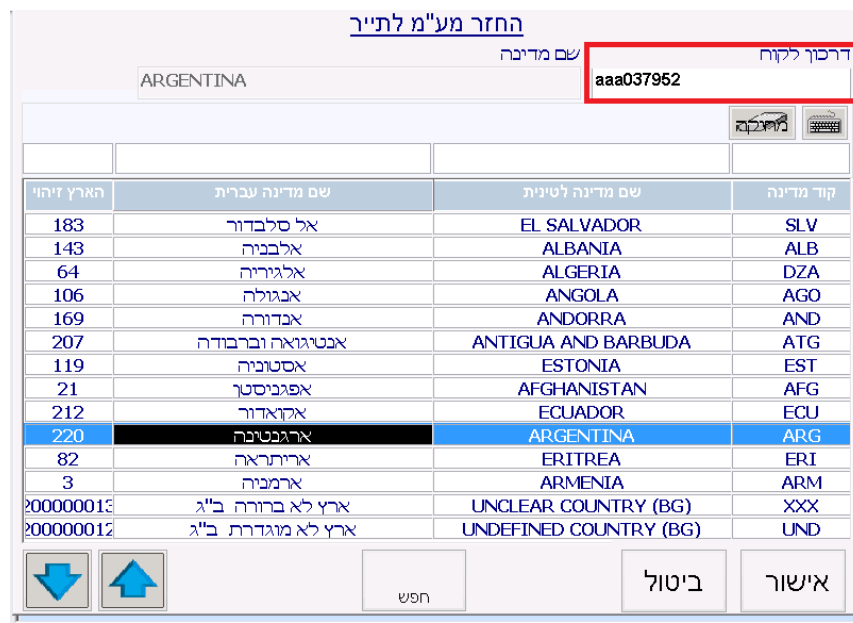 החזר מע"מ לתייר
דרכון לקוח שם מדינה
aaa037952 ARGENTINA
מחיקה
קוד מדינה שם מדינה לטינית שם מדינה עברית הארץ זיהוי
SLV EL SALVADOR אל סלבדור 183
ALB ALBANIA אלבניה 143
DZA ALGERIA אלגיריה 64
AGO ANGOLA אנגולה 106
AND ANDORRA אנדורה 169
ATG ANTIGUA AND BARBUDA אנטיגואה וברבודה 207
EST ESTONIA אסטוניה 119
AFG AFGHANISTAN אפגניסטן 21
ECU ECUADOR אקואדור 212
ARG ARGENTINA ארגנטינה 220
ERI ERITREA אריתראה 82
ARM ARMENIA ארמניה 3
XXX UNCLEAR COUNTRY (BG) ארץ לא ברורה ב"ג 200000013
UND UNDEFINED COUNTRY (BG) ארץ לא מוגדרת ב"ג 200000012
אישור ביטול חפש